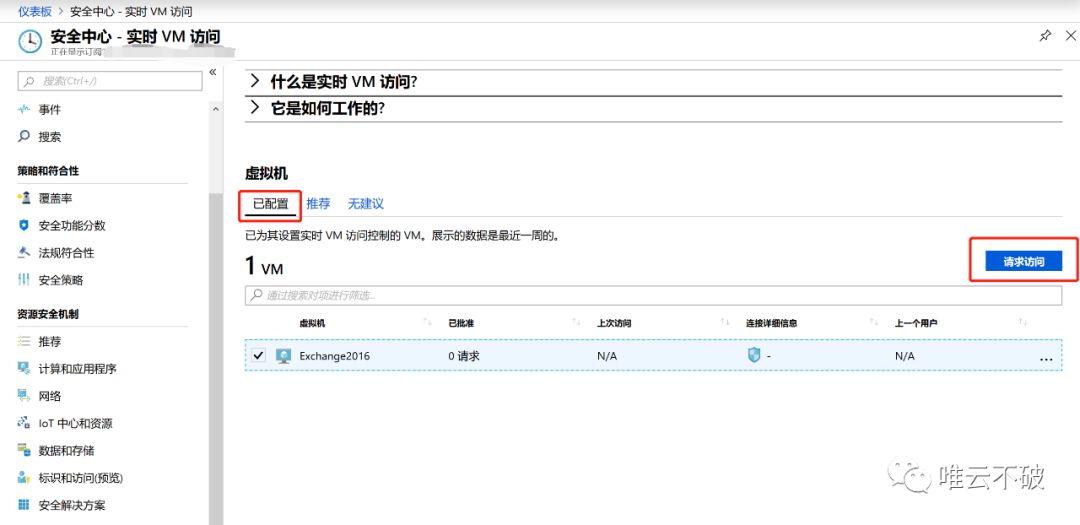 仪表板 > 安全中心 - 实时 VM 访问
安全中心 - 实时 VM 访问
正在显示订阅
搜索(Ctrl+/)
«
事件
搜索
策略和符合性
覆盖率
安全功能分数
法规符合性
安全策略
资源安全机制
推荐
计算和应用程序
网络
IoT 中心和资源
数据和存储
标识和访问(预览)
安全解决方案
什么是实时 VM 访问?
它是如何工作的?
虚拟机
已配置 推荐 无建议
已为其设置实时 VM 访问控制的 VM。展示的数据是最近一周的。
1 VM
请求访问
通过搜索对项进行筛选...
虚拟机 已批准 上次访问 连接详细信息 上一个用户
Exchange2016 0 请求 N/A - N/A ...
唯云不破